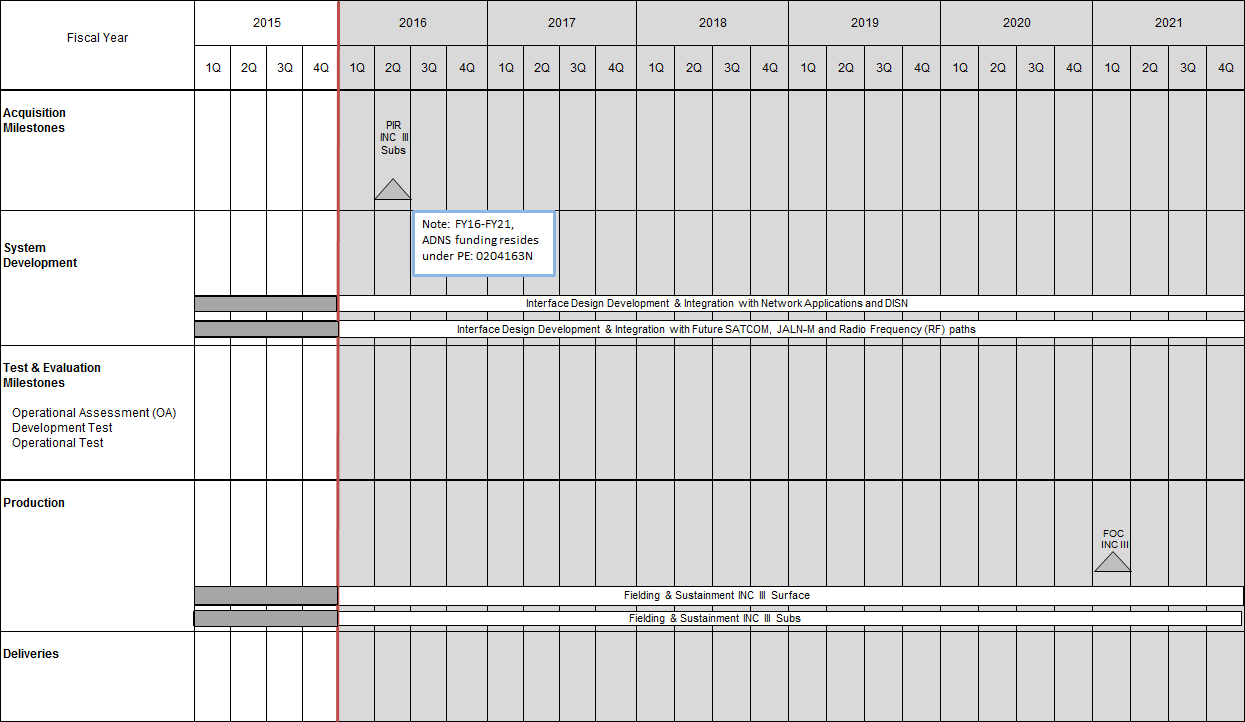 Fiscal Year
2015 2016 2017 2018 2019 2020 2021
1Q 2Q 3Q 4Q 1Q 2Q 3Q 4Q 1Q 2Q 3Q 4Q 1Q 2Q 3Q 4Q 1Q 2Q 3Q 4Q 1Q 2Q 3Q 4Q 1Q 2Q 3Q 4Q
Acquisition
Milestones
PIR
INC III
Subs
Note: FY16-FY21,
ADNS funding resides
under PE: 0204163N
System
Development
Interface Design Development & Integration with Network Applications and DISN
Interface Design Development & Integration with Future SATCOM, JALN-M and Radio Frequency (RF) paths
Test & Evaluation
Milestones
Operational Assessment (OA)
Development Test
Operational Test
Production
FOC
INC III
Fielding & Sustainment INC III Surface
Fielding & Sustainment INC III Subs
Deliveries